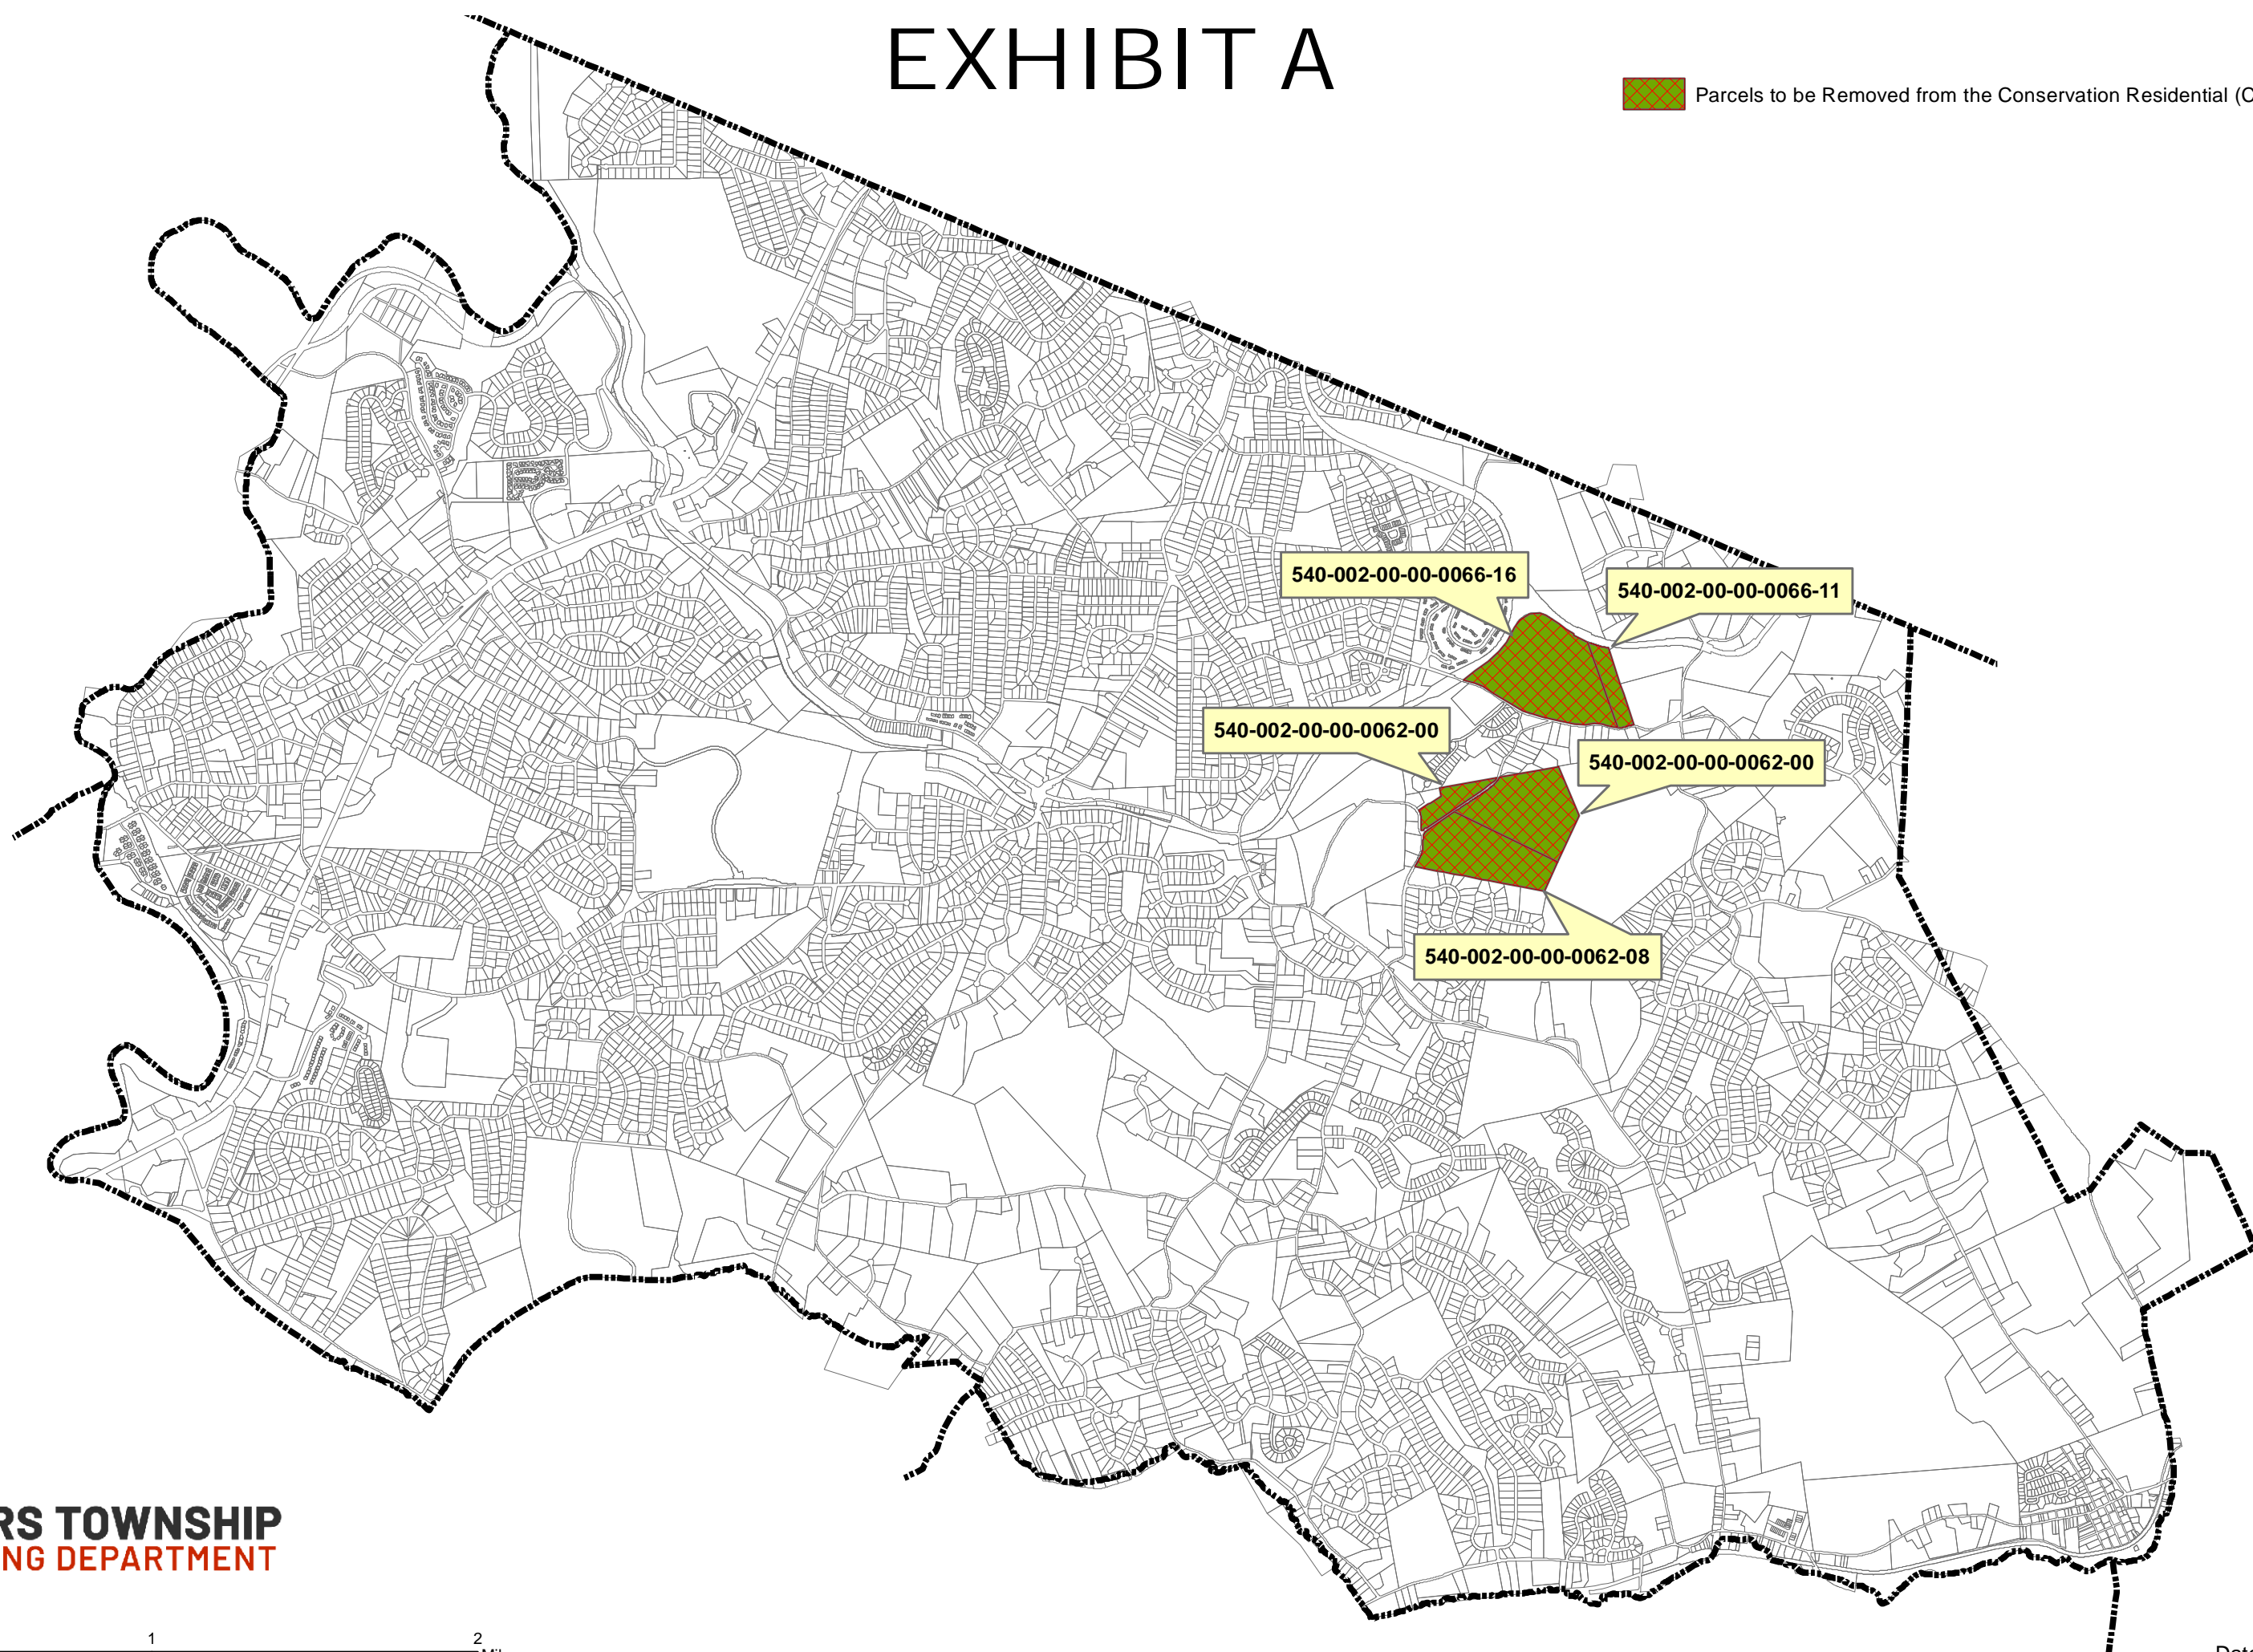 EXHIBIT A
Parcels to be Removed from the Conservation Residential (C
540-002-00-00-0066-16
540-002-00-00-0066-11
540-002-00-00-0062-00
540-002-00-00-0062-00
540-002-00-00-0062-08
RS TOWNSHIP
NG DEPARTMENT
1 2